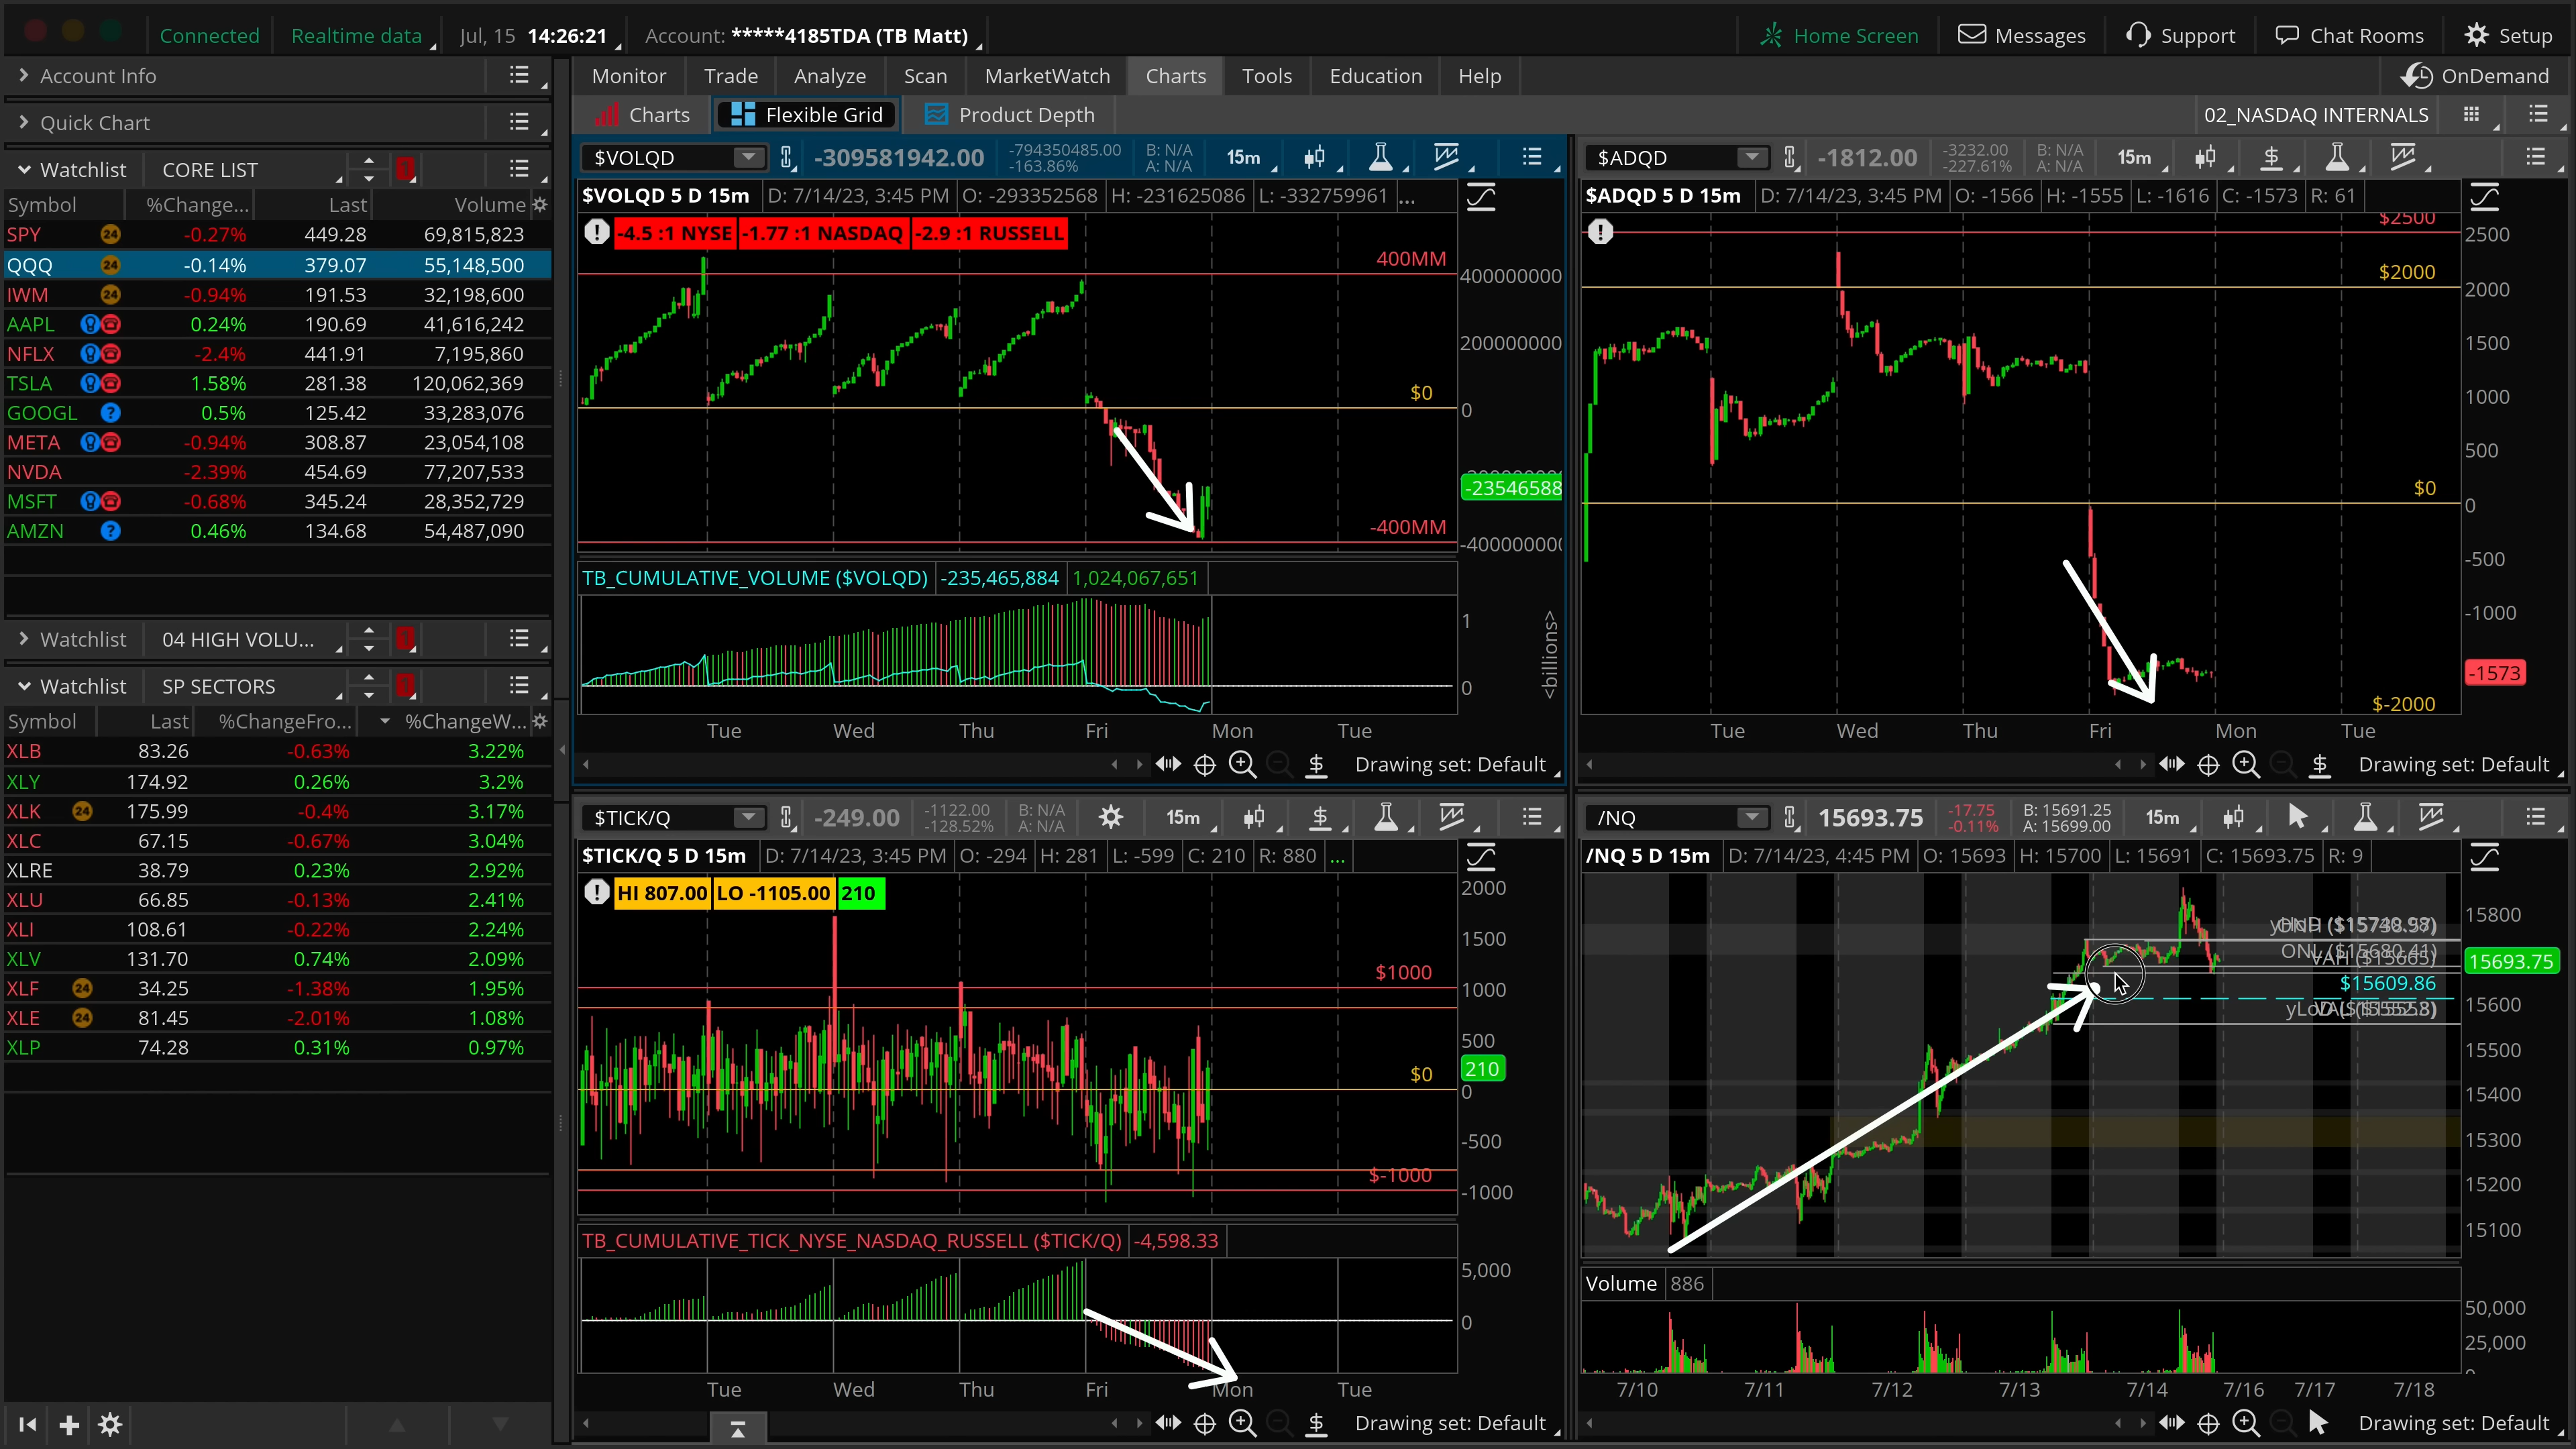 Connected Realtime data Jul, 15 14:26:21 Account: *****4185TDA (TB Matt) Home Screen Messages Support Chat Rooms Setup
Account Info
Monitor Trade Analyze Scan MarketWatch Charts Tools Education Help OnDemand
Quick Chart
Charts Flexible Grid Product Depth 02_NASDAQ INTERNALS
Watchlist CORE LIST
Symbol %Change... Last Volume
SPY 24 -0.27% 449.28 69,815,823
QQQ 24 -0.14% 379.07 55,148,500
IWM 24 -0.94% 191.53 32,198,600
AAPL 0.24% 190.69 41,616,242
NFLX -2.4% 441.91 7,195,860
TSLA 1.58% 281.38 120,062,369
GOOGL ? 0.5% 125.42 33,283,076
META -0.94% 308.87 23,054,108
NVDA -2.39% 454.69 77,207,533
MSFT -0.68% 345.24 28,352,729
AMZN ? 0.46% 134.68 54,487,090
Watchlist 04 HIGH VOLU...
Watchlist SP SECTORS
Symbol Last %ChangeFro... %ChangeW...
XLB 83.26 -0.63% 3.22%
XLY 174.92 0.26% 3.2%
XLK 24 175.99 -0.4% 3.17%
XLC 67.15 -0.67% 3.04%
XLRE 38.79 0.23% 2.92%
XLU 66.85 -0.13% 2.41%
XLI 108.61 -0.22% 2.24%
XLV 131.70 0.74% 2.09%
XLF 24 34.25 -1.38% 1.95%
XLE 24 81.45 -2.01% 1.08%
XLP 74.28 0.31% 0.97%
$VOLQD -309581942.00 -794350485.00 -163.86% B: N/A A: N/A 15m
$VOLQD 5 D 15m D: 7/14/23, 3:45 PM O: -293352568 H: -231625086 L: -332759961 ...
-4.5 :1 NYSE -1.77 :1 NASDAQ -2.9 :1 RUSSELL
400MM
400000000
200000000
$0
0
-23546588
-400MM
-400000000
TB_CUMULATIVE_VOLUME ($VOLQD) -235,465,884 1,024,067,651
1
0
<billions>
Tue Wed Thu Fri Mon Tue
Drawing set: Default
$ADQD -1812.00 -3232.00 -227.61% B: N/A A: N/A 15m
$ADQD 5 D 15m D: 7/14/23, 3:45 PM O: -1566 H: -1555 L: -1616 C: -1573 R: 61
$2500
2500
$2000
2000
1500
1000
500
$0
0
-500
-1000
-1573
$-2000
Tue Wed Thu Fri Mon Tue
Drawing set: Default
$TICK/Q -249.00 -1122.00 -128.52% B: N/A A: N/A 15m
$TICK/Q 5 D 15m D: 7/14/23, 3:45 PM O: -294 H: 281 L: -599 C: 210 R: 880 ...
HI 807.00 LO -1105.00 210
2000
1500
$1000
1000
500
210
$0
0
-500
$-1000
-1000
TB_CUMULATIVE_TICK_NYSE_NASDAQ_RUSSELL ($TICK/Q) -4,598.33
5,000
0
Tue Wed Thu Fri Mon Tue
Drawing set: Default
/NQ 15693.75 -17.75 -0.11% B: 15691.25 A: 15699.00 15m
/NQ 5 D 15m D: 7/14/23, 4:45 PM O: 15693 H: 15700 L: 15691 C: 15693.75 R: 9
15800
15693.75
$15609.86
15600
15500
15400
15300
15200
15100
Volume 886
50,000
25,000
7/10 7/11 7/12 7/13 7/14 7/16 7/17 7/18
Drawing set: Default